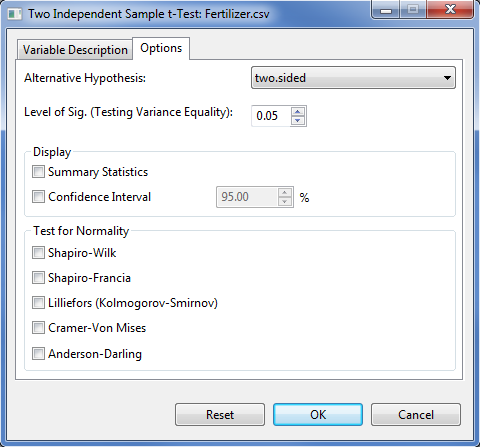 Two Independent Sample t-Test: Fertilizer.csv
Variable Description
Options
Alternative Hypothesis: two.sided
Level of Sig. (Testing Variance Equality): 0.05
Display
Summary Statistics
Confidence Interval 95.00 %
Test for Normality
Shapiro-Wilk
Shapiro-Francia
Lilliefors (Kolmogorov-Smirnov)
Cramer-Von Mises
Anderson-Darling
Reset OK Cancel